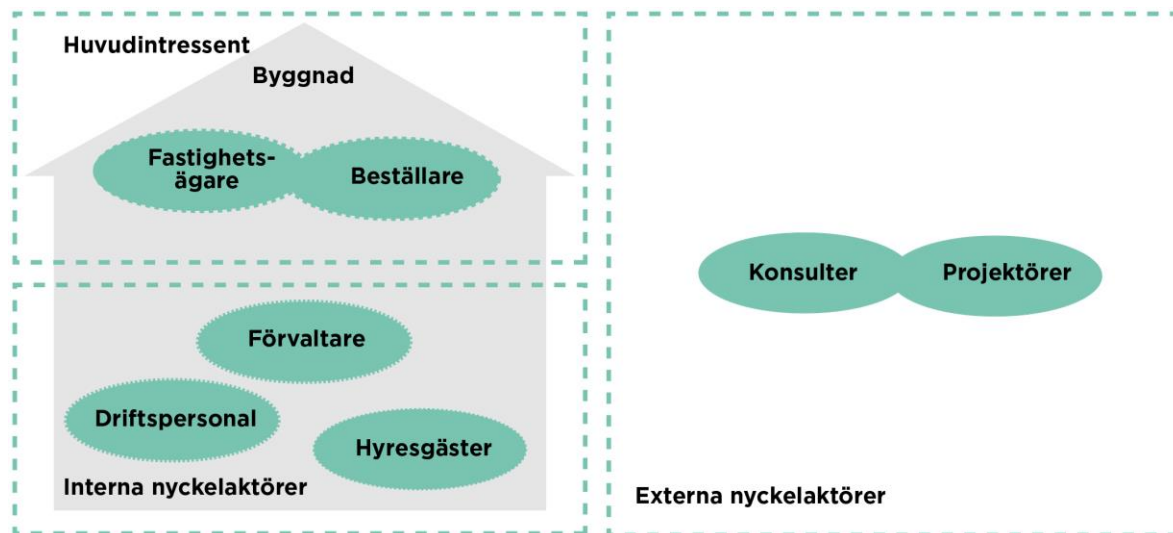 Huvudintressent
Byggnad
Fastighets-
ägare
Beställare
Förvaltare
Driftspersonal
Hyresgäster
Interna nyckelaktörer
Konsulter
Projektörer
Externa nyckelaktörer